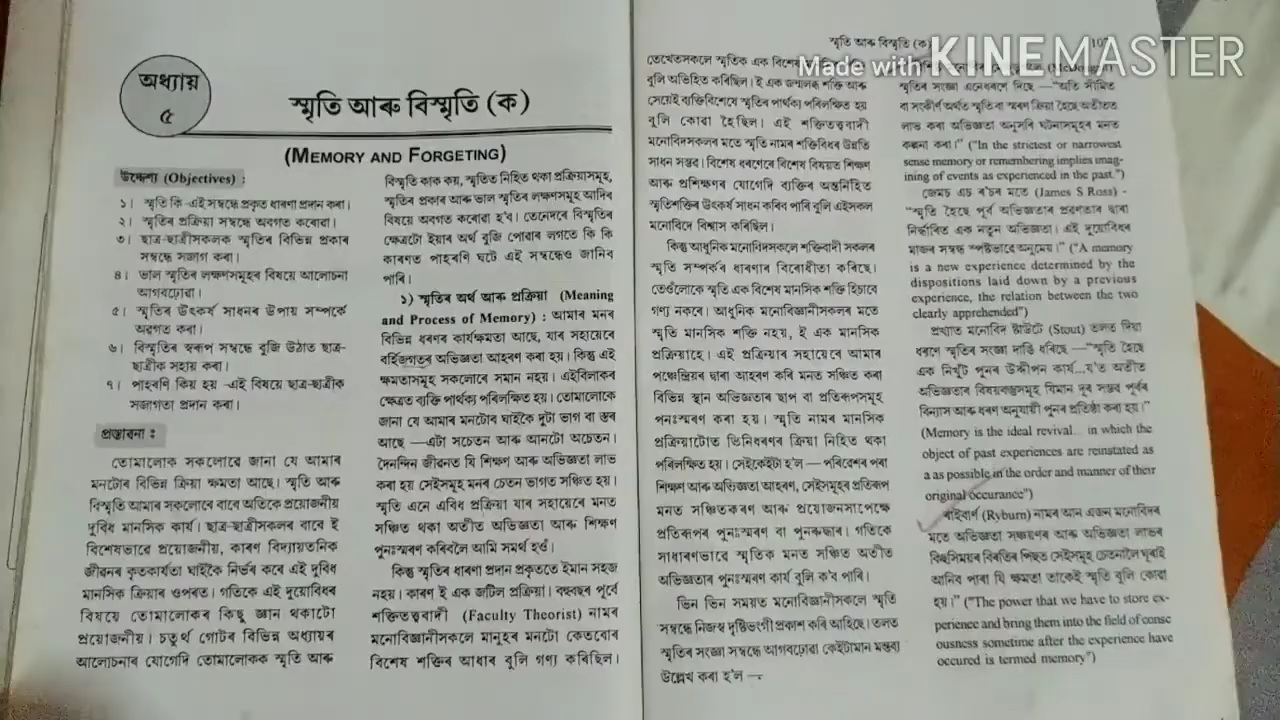 অধ্যায়
৫
স্মৃতি আৰু বিস্মৃতি (ক)
(MEMORY AND FORGETING)
উদ্দেশ্য (Objectives) :
১। স্মৃতি কি -এই সম্বন্ধে প্ৰকৃত ধাৰণা প্ৰদান কৰা।
২। স্মৃতিৰ প্ৰক্ৰিয়া সম্বন্ধে অৱগত কৰোৱা।
৩। ছাত্ৰ-ছাত্ৰীসকলক স্মৃতিৰ বিভিন্ন প্ৰকাৰ
সম্বন্ধে সজাগ কৰা।
৪। ভাল স্মৃতিৰ লক্ষণসমূহৰ বিষয়ে আলোচনা
আগবঢ়োৱা।
৫। স্মৃতিৰ উৎকৰ্ষ সাধনৰ উপায় সম্পৰ্কে
অৱগত কৰা।
৬। বিস্মৃতিৰ স্বৰূপ সম্বন্ধে বুজি উঠাত ছাত্ৰ-
ছাত্ৰীক সহায় কৰা।
৭। পাহৰণি কিয় হয় -এই বিষয়ে ছাত্ৰ-ছাত্ৰীক
সজাগতা প্ৰদান কৰা।
প্ৰস্তাৱনা :
তোমালোক সকলোৱে জানা যে আমাৰ
মনটোৰ বিভিন্ন ক্ৰিয়া ক্ষমতা আছে। স্মৃতি আৰু
বিস্মৃতি আমাৰ সকলোৰে বাবে অতিকে প্ৰয়োজনীয়
দুবিধ মানসিক কাৰ্য। ছাত্ৰ-ছাত্ৰীসকলৰ বাবে ই
বিশেষভাৱে প্ৰয়োজনীয়, কাৰণ বিদ্যায়তনিক
জীৱনৰ কৃতকাৰ্যতা ঘাইকৈ নিৰ্ভৰ কৰে এই দুবিধ
মানসিক ক্ৰিয়াৰ ওপৰত। গতিকে এই দুয়োবিধৰ
বিষয়ে তোমালোকৰ কিছু জ্ঞান থকাটো
প্ৰয়োজনীয়। চতুৰ্থ গোটৰ বিভিন্ন অধ্যায়ৰ
আলোচনাৰ যোগেদি তোমালোকক স্মৃতি আৰু
বিস্মৃতি কাক কয়, স্মৃতিত নিহিত থকা প্ৰক্ৰিয়াসমূহ,
স্মৃতিৰ প্ৰকাৰ আৰু ভাল স্মৃতিৰ লক্ষণসমূহ আদিৰ
বিষয়ে অৱগত কৰোৱা হ'ব। তেনেদৰে বিস্মৃতিৰ
ক্ষেত্ৰটো ইয়াৰ অৰ্থ বুজি পোৱাৰ লগতে কি কি
কাৰণত পাহৰণি ঘটে এই সম্বন্ধেও জানিব
পাৰি।
১) স্মৃতিৰ অৰ্থ আৰু প্ৰক্ৰিয়া (Meaning
and Process of Memory) : আমাৰ মনৰ
বিভিন্ন ধৰণৰ কাৰ্যক্ষমতা আছে, যাৰ সহায়েৰে
বৰ্হিজগতৰ অভিজ্ঞতা আহৰণ কৰা হয়। কিন্তু এই
ক্ষমতাসমূহ সকলোৰে সমান নহয়। এইবিলাকৰ
ক্ষেত্ৰত ব্যক্তি পাৰ্থক্য পৰিলক্ষিত হয়। তোমালোকে
জানা যে আমাৰ মনটোৰ ঘাইকৈ দুটা ভাগ বা স্তৰ
আছে —এটা সচেতন আৰু আনটো অচেতন।
দৈনন্দিন জীৱনত যি শিক্ষণ আৰু অভিজ্ঞতা লাভ
কৰা হয় সেইসমূহ মনৰ চেতন ভাগত সঞ্চিত হয়।
স্মৃতি এনে এবিধ প্ৰক্ৰিয়া যাৰ সহায়েৰে মনত
সঞ্চিত থকা অতীত অভিজ্ঞতা আৰু শিক্ষণ
পুনঃস্মৰণ কৰিবলৈ আমি সমৰ্থ হওঁ।
কিন্তু স্মৃতিৰ ধাৰণা প্ৰদান প্ৰকৃততে ইমান সহজ
নহয়। কাৰণ ই এক জটিল প্ৰক্ৰিয়া। বহুবছৰ পূৰ্বে
শক্তিতত্ত্ববাদী (Faculty Theorist) নামৰ
মনোবিজ্ঞানীসকলে মানুহৰ মনটো কেতবোৰ
বিশেষ শক্তিৰ আধাৰ বুলি গণ্য কৰিছিল।
স্মৃতি আৰু বিস্মৃতি (ক)
Made with KINEMASTER
তেখেতসকলে স্মৃতিক এক বিশেষ
বুলি অভিহিত কৰিছিল। ই এক জন্মলব্ধ শক্তি আৰু
সেয়েই ব্যক্তিবিশেষে স্মৃতিৰ পাৰ্থক্য পৰিলক্ষিত হয়
বুলি কোৱা হৈছিল। এই শক্তিতত্ত্ববাদী
মনোবিদসকলৰ মতে স্মৃতি নামৰ শক্তিবিধৰ উন্নতি
সাধন সম্ভৱ। বিশেষ ধৰণেৰে বিশেষ বিষয়ত শিক্ষণ
আৰু প্ৰশিক্ষণৰ যোগেদি ব্যক্তিৰ অন্তৰ্নিহিত
স্মৃতিশক্তিৰ উৎকৰ্ষ সাধন কৰিব পাৰি বুলি এইসকল
মনোবিদে বিশ্বাস কৰিছিল।
কিন্তু আধুনিক মনোবিদসকলে শক্তিবাদী সকলৰ
স্মৃতি সম্পৰ্কৰ ধাৰণাৰ বিৰোধীতা কৰিছে।
তেওঁলোকে স্মৃতি এক বিশেষ মানসিক শক্তি হিচাবে
গণ্য নকৰে। আধুনিক মনোবিজ্ঞানীসকলৰ মতে
স্মৃতি মানসিক শক্তি নহয়, ই এক মানসিক
প্ৰক্ৰিয়াহে। এই প্ৰক্ৰিয়াৰ সহায়েৰে আমাৰ
পঞ্চেন্দ্ৰিয়ৰ দ্বাৰা আহৰণ কৰি মনত সঞ্চিত কৰা
বিভিন্ন স্থান অভিজ্ঞতাৰ ছাপ বা প্ৰতিৰূপসমূহ
পুনঃস্মৰণ কৰা হয়। স্মৃতি নামৰ মানসিক
প্ৰক্ৰিয়াটোত তিনিধৰণৰ ক্ৰিয়া নিহিত থকা
পৰিলক্ষিত হয়। সেইকেইটা হ'ল — পৰিৱেশৰ পৰা
শিক্ষণ আৰু অভিজ্ঞতা আহৰণ, সেইসমূহৰ প্ৰতিৰূপ
মনত সঞ্চিতকৰণ আৰু প্ৰয়োজনসাপেক্ষে
প্ৰতিৰূপৰ পুনঃস্মৰণ বা পুনৰুদ্ধাৰ। গতিকে
সাধাৰণভাৱে স্মৃতিক মনত সঞ্চিত অতীত
অভিজ্ঞতাৰ পুনঃস্মৰণ কাৰ্য বুলি ক'ব পাৰি।
ভিন ভিন সময়ত মনোবিজ্ঞানীসকলে স্মৃতি
সম্বন্ধে নিজস্ব দৃষ্টিভংগী প্ৰকাশ কৰি আহিছে। তলত
স্মৃতিৰ সংজ্ঞা সম্বন্ধে আগবঢ়োৱা কেইটামান মন্তব্য
উল্লেখ কৰা হ'ল —
স্মৃতিৰ সংজ্ঞা এনেধৰণে দিছে —"অতি সীমিত
বা সংকীৰ্ণ অৰ্থত স্মৃতি বা স্মৰণ ক্ৰিয়া হৈছে অতীতত
লাভ কৰা অভিজ্ঞতা অনুসৰি ঘটনাসমূহৰ মনত
কল্পনা কৰা।" ("In the strictest or narrowest
sense memory or remembering implies imag-
ining of events as experienced in the past.")
জেমচ এচ ৰ'চৰ মতে (James S Ross) -
"স্মৃতি হৈছে পূৰ্ব অভিজ্ঞতাৰ প্ৰৱণতাৰ দ্বাৰা
নিৰ্দ্ধাৰিত এক নতুন অভিজ্ঞতা। এই দুয়োবিধৰ
মাজৰ সম্বন্ধ স্পষ্টভাৱে অনুমেয়।" ("A memory
is a new experience determined by the
dispositions laid down by a previous
experience, the relation between the two
clearly apprehended")
প্ৰখ্যাত মনোবিদ ষ্টাউটে (Stout) তলত দিয়া
ধৰণে স্মৃতিৰ সংজ্ঞা দাঙি ধৰিছে —"স্মৃতি হৈছে
এক নিখুঁট পুনৰ উদ্দীপন কাৰ্য...য'ত অতীত
অভিজ্ঞতাৰ বিষয়বস্তুসমূহ যিমান দূৰ সম্ভৱ পূৰ্বৰ
বিন্যাস আৰু ধৰণ অনুযায়ী পুনৰ প্ৰতিষ্ঠা কৰা হয়।"
(Memory is the ideal revival... in which the
object of past experiences are reinstated as
a as possible in the order and manner of their
original occurance")
ৰাইবাৰ্ণ (Ryburn) নামৰ আন এজন মনোবিদৰ
মতে অভিজ্ঞতা সঞ্চয়ণৰ আৰু অভিজ্ঞতা লাভৰ
কিছুসময়ৰ বিৰতিৰ পিছত সেইসমূহ চেতনালৈ ঘূৰাই
আনিব পাৰা যি ক্ষমতা তাকেই স্মৃতি বুলি কোৱা
হয়।" ("The power that we have to store ex-
perience and bring them into the field of consc
ousness sometime after the experience have
occured is termed memory")